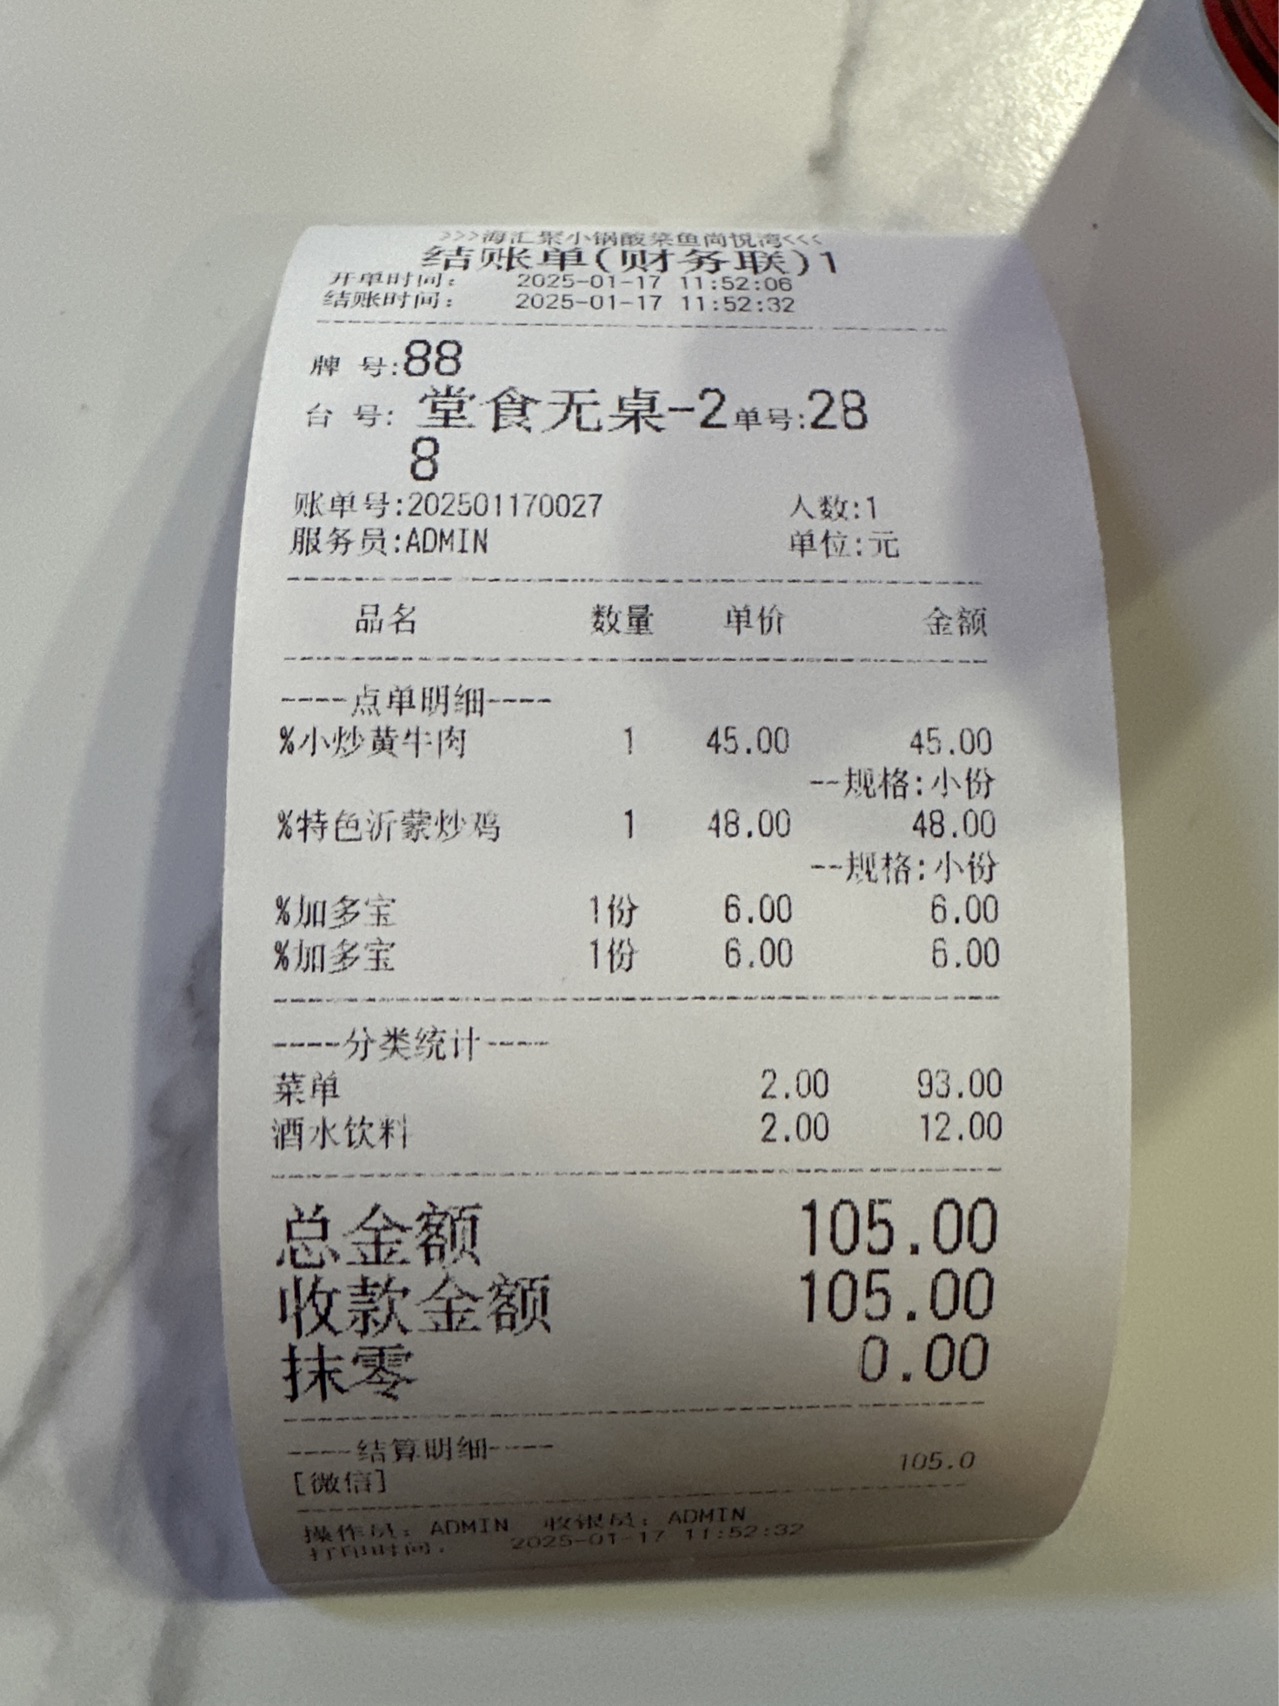 >>>海汇聚小锅酸菜鱼尚悦湾<<<
结账单(财务联)1
开单时间: 2025-01-17 11:52:06
结账时间: 2025-01-17 11:52:32
牌 号:88
台 号: 堂食无桌-2单号:28
8
账单号:202501170027 人数:1
服务员:ADMIN 单位:元
品名 数量 单价 金额
----点单明细----
%小炒黄牛肉 1 45.00 45.00
--规格:小份
%特色沂蒙炒鸡 1 48.00 48.00
--规格:小份
%加多宝 1份 6.00 6.00
%加多宝 1份 6.00 6.00
----分类统计----
菜单 2.00 93.00
酒水饮料 2.00 12.00
总金额 105.00
收款金额 105.00
抹零 0.00
----结算明细----
[微信] 105.0
操作员: ADMIN 收银员: ADMIN
打印时间: 2025-01-17 11:52:32